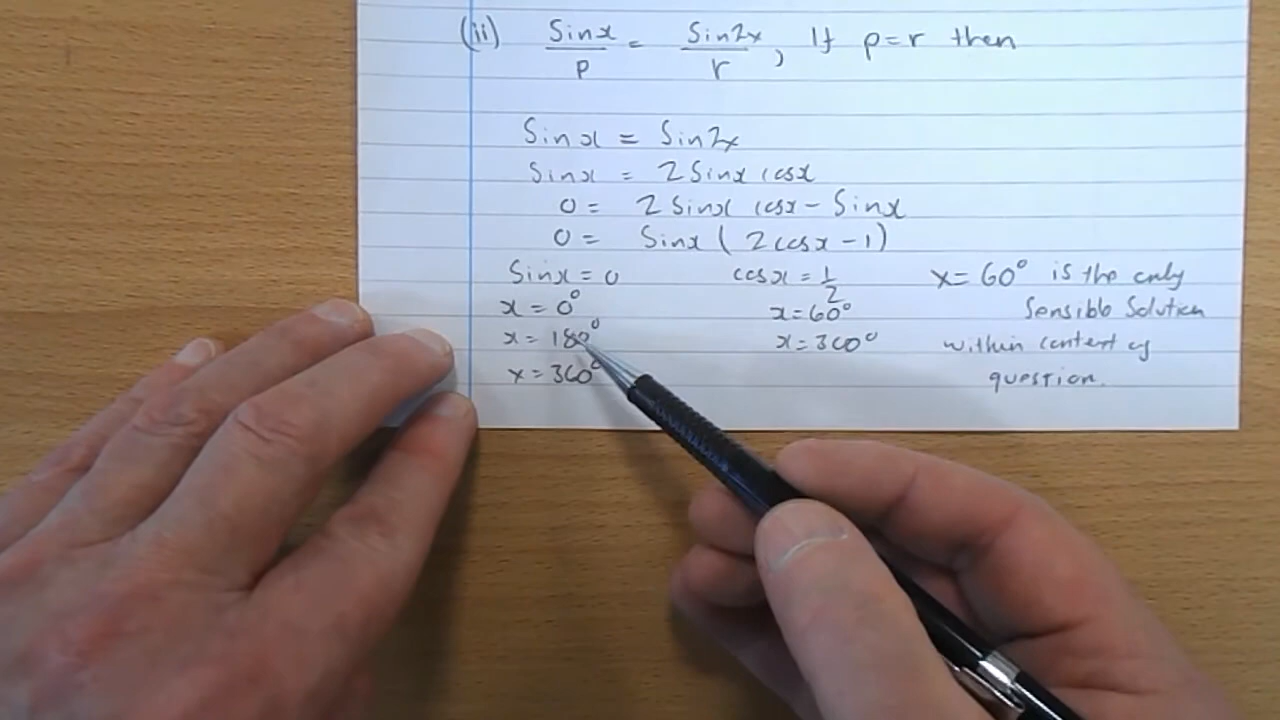 (ii) Sinx/p = Sin2x/r, If p=r then
Sinx = Sin2x
Sinx = 2Sinx cosx
0 = 2Sinx cosx - Sinx
0 = Sinx (2cosx - 1)
Sinx = 0 cosx = 1/2 x = 60° is the only
x = 0° x = 60° Sensible Solution
x = 180° x = 300° within context of
x = 360° question.